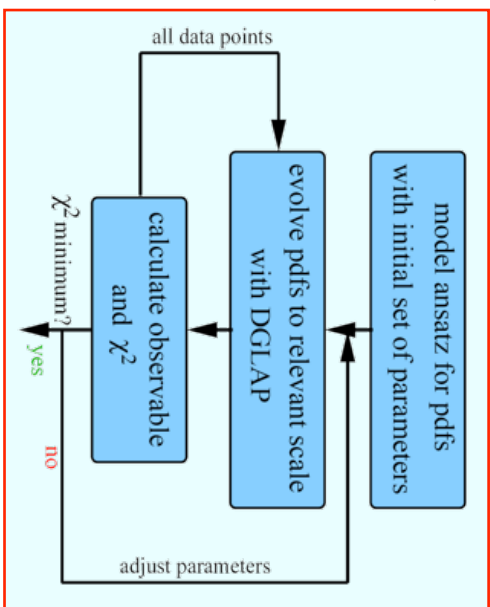 model ansatz for pdfs
with initial set of parameters
evolve pdfs to relevant scale
with DGLAP
all data points
calculate observable
and χ²
χ² minimum?
yes
no
adjust parameters